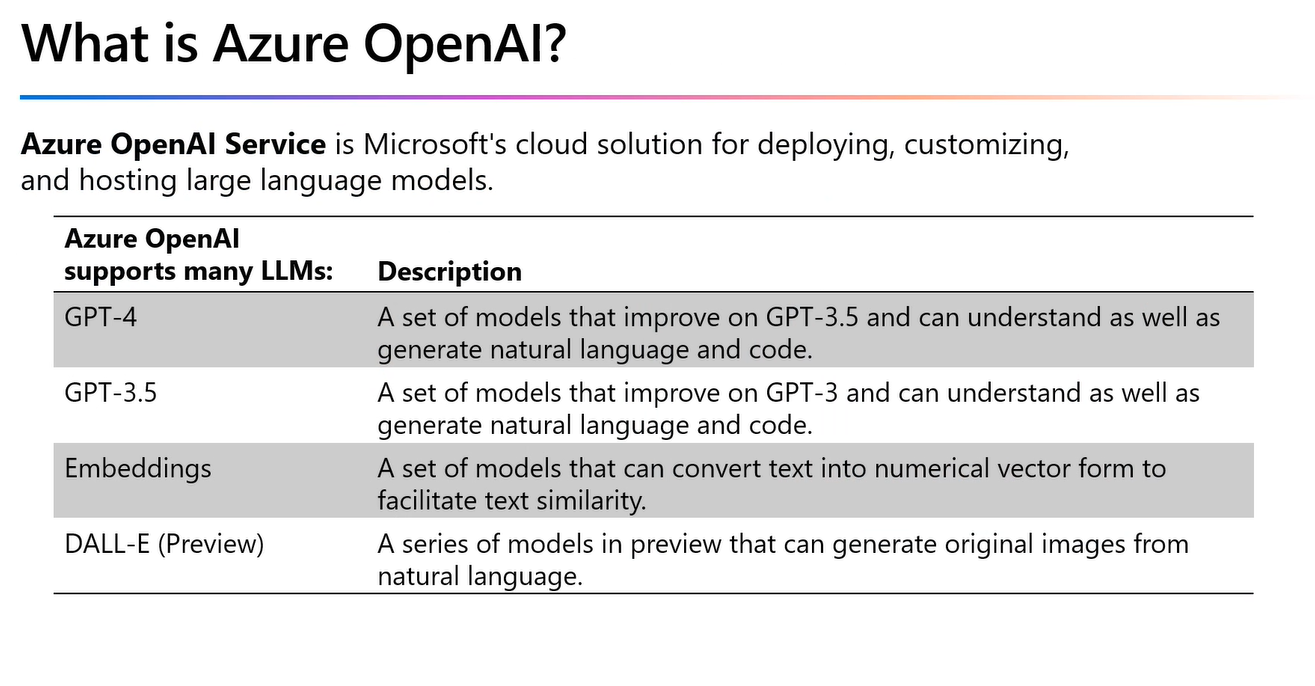 What is Azure OpenAI?
Azure OpenAI Service is Microsoft's cloud solution for deploying, customizing,
and hosting large language models.
Azure OpenAI
supports many LLMs:
Description
GPT-4
A set of models that improve on GPT-3.5 and can understand as well as
generate natural language and code.
GPT-3.5
A set of models that improve on GPT-3 and can understand as well as
generate natural language and code.
Embeddings
A set of models that can convert text into numerical vector form to
facilitate text similarity.
DALL-E (Preview)
A series of models in preview that can generate original images from
natural language.